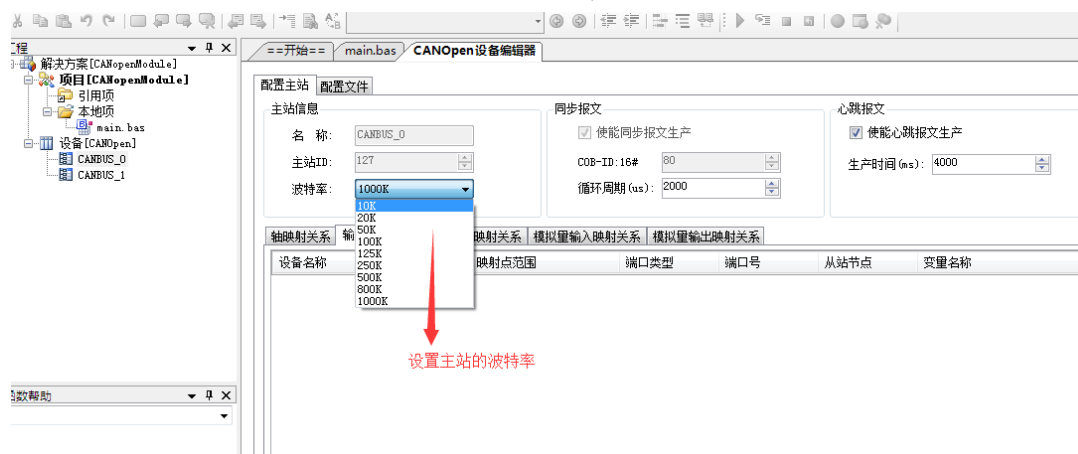 ==开始==
main.bas
CANOpen设备编辑器
工程
解决方案[CANopenModule]
项目[CANopenModule]
引用项
本地项
main.bas
设备[CANOpen]
CANBUS_0
CANBUS_1
函数帮助
配置主站
配置文件
主站信息
名 称:
CANBUS_0
主站ID:
127
波特率:
1000K
10K
20K
50K
100K
125K
250K
500K
800K
1000K
同步报文
使能同步报文生产
COB-ID:16#
80
循环周期(us):
2000
心跳报文
使能心跳报文生产
生产时间(ms):
4000
轴映射关系
输
映射关系
模拟量输入映射关系
模拟量输出映射关系
设备名称
映射点范围
端口类型
端口号
从站节点
变量名称
设置主站的波特率